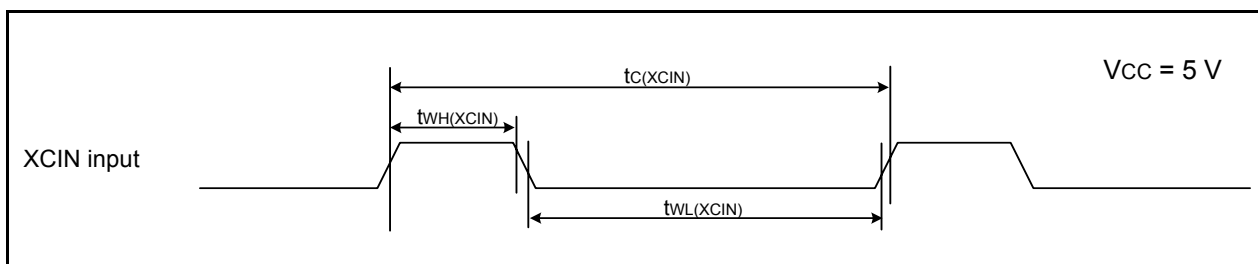 VCC = 5 V
tC(XCIN)
tWH(XCIN)
XCIN input
tWL(XCIN)